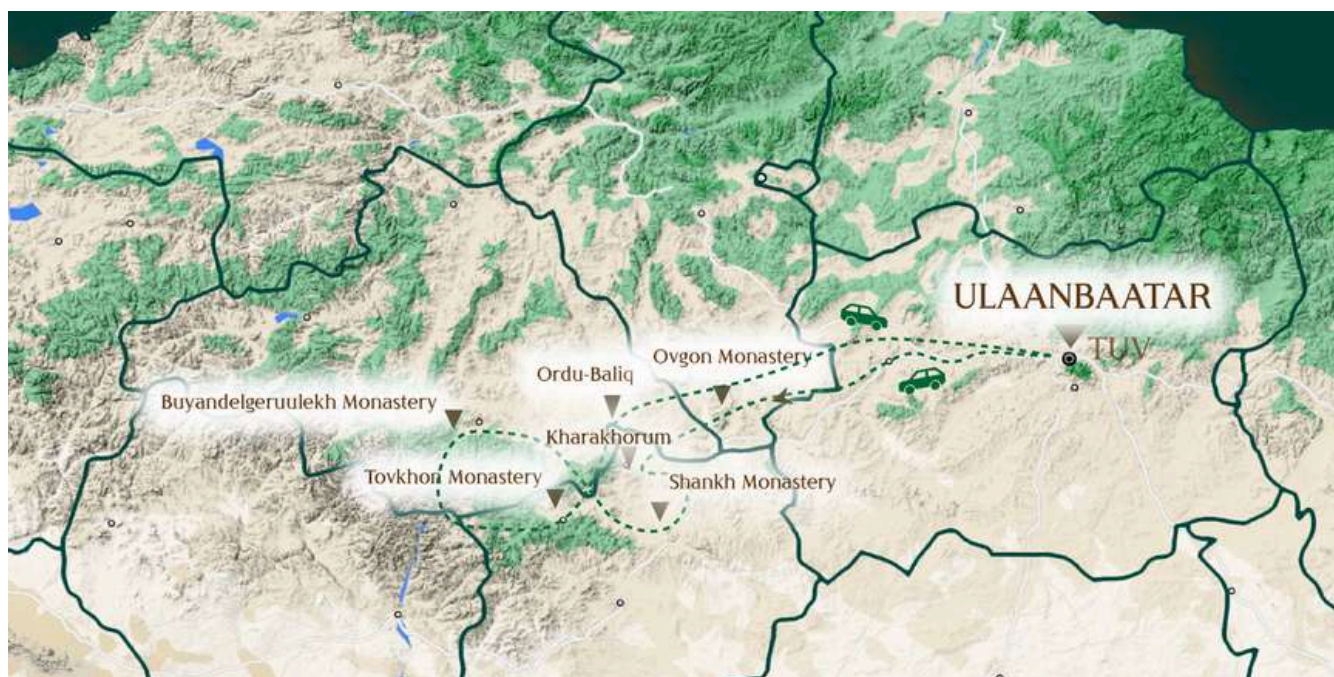 ULAANBAATAR
TUV
Ovgon Monastery
Ordu-Baliq
Buyandelgeruulekh Monastery
Kharakhorum
Tovkhon Monastery
Shankh Monastery